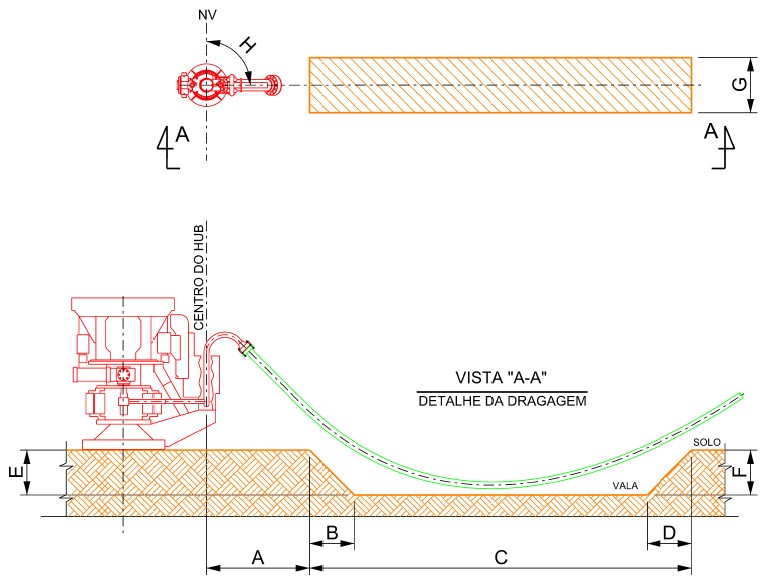 NV
H
G
A
A
CENTRO DO HUB
VISTA "A-A"
DETALHE DA DRAGAGEM
SOLO
E
VALA
F
B
D
A
C